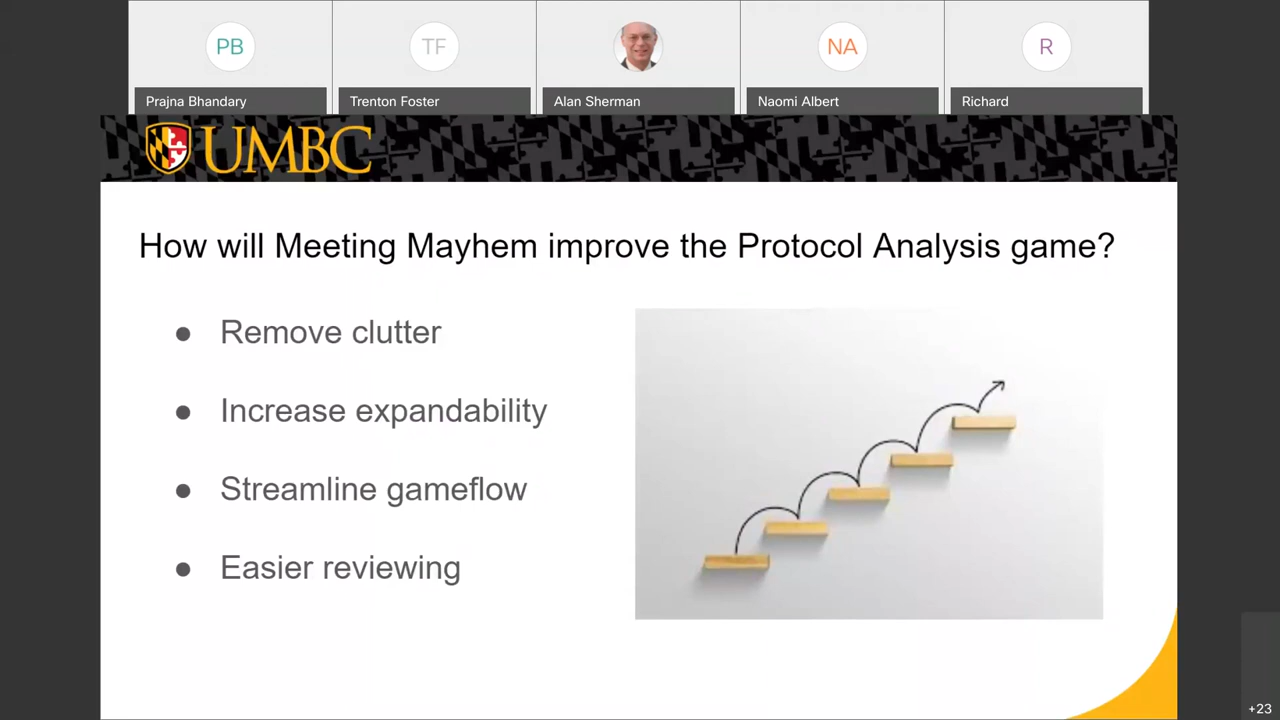 PB
TF
NA
R
Prajna Bhandary
Trenton Foster
Alan Sherman
Naomi Albert
Richard
UMBC
How will Meeting Mayhem improve the Protocol Analysis game?
● Remove clutter
● Increase expandability
● Streamline gameflow
● Easier reviewing
+23